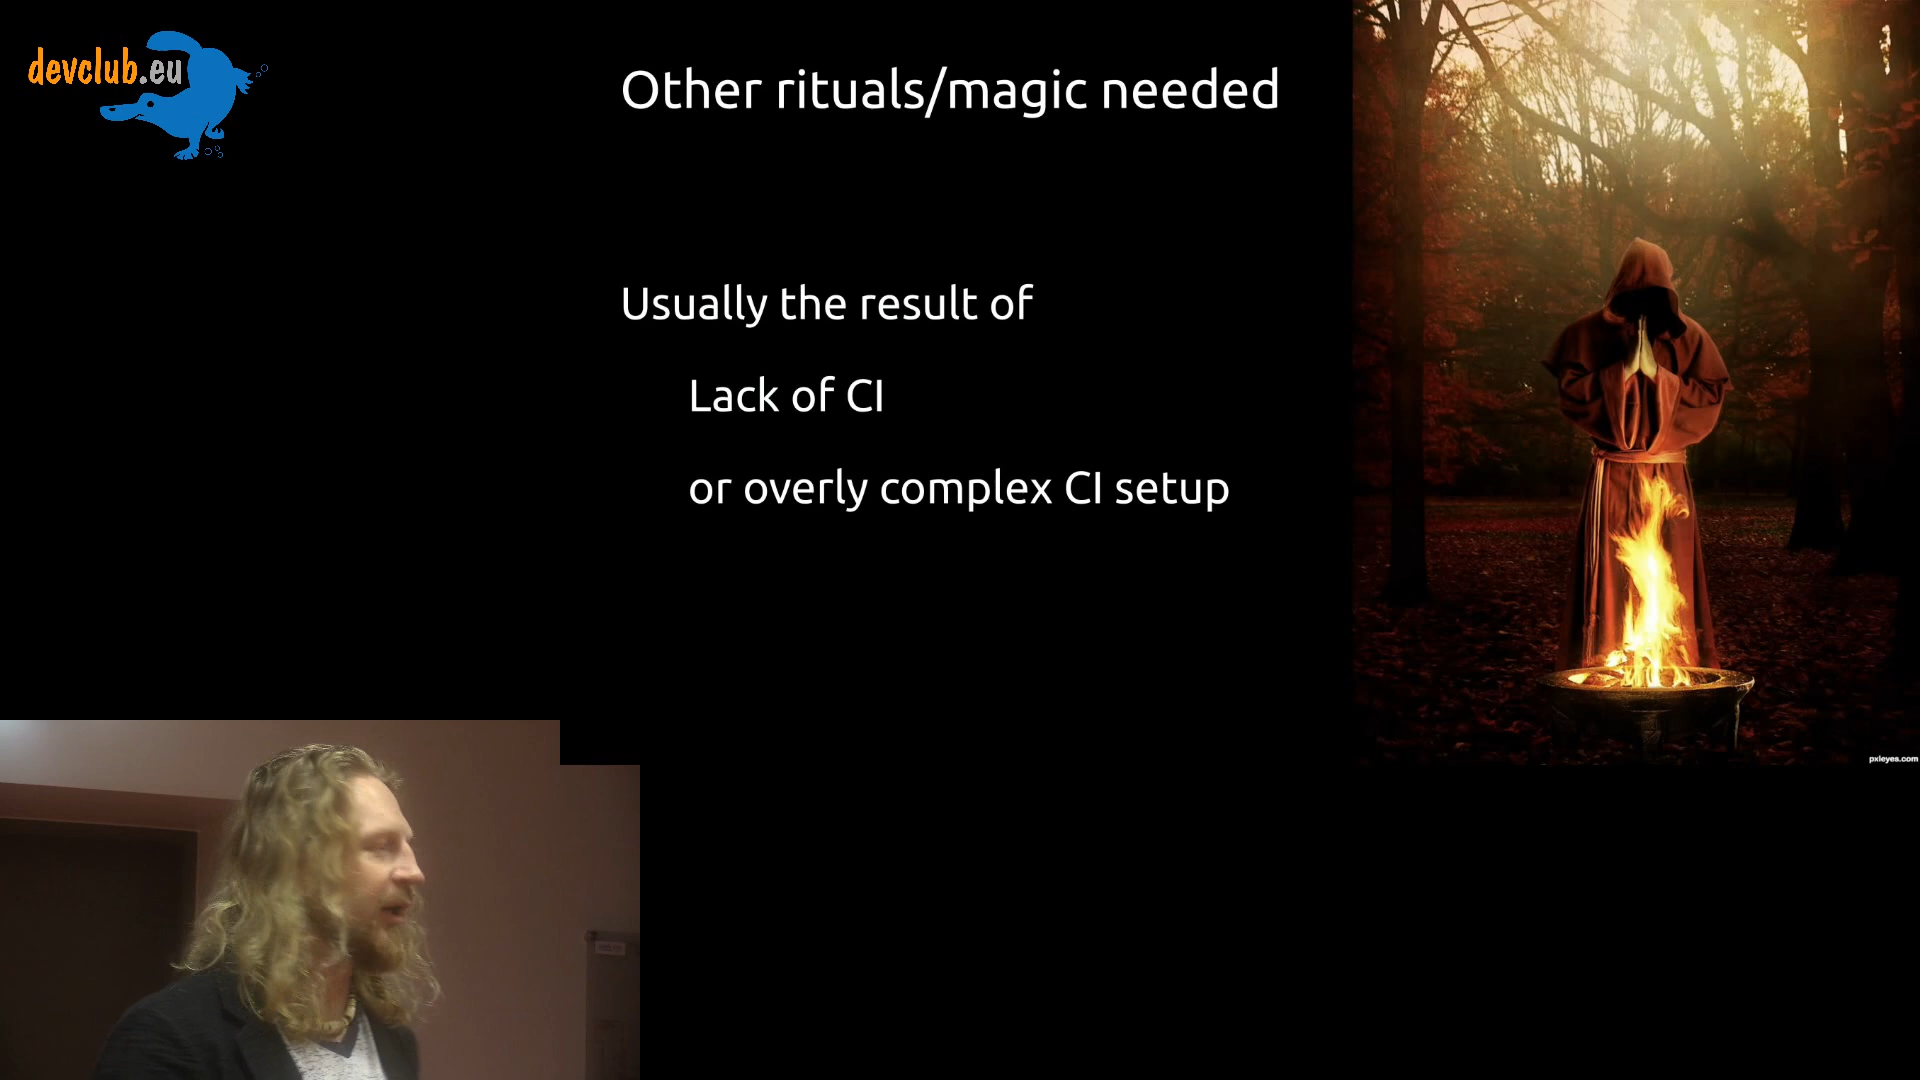 devclub.eu
Other rituals/magic needed
Usually the result of
Lack of CI
or overly complex CI setup
pxleyes.com